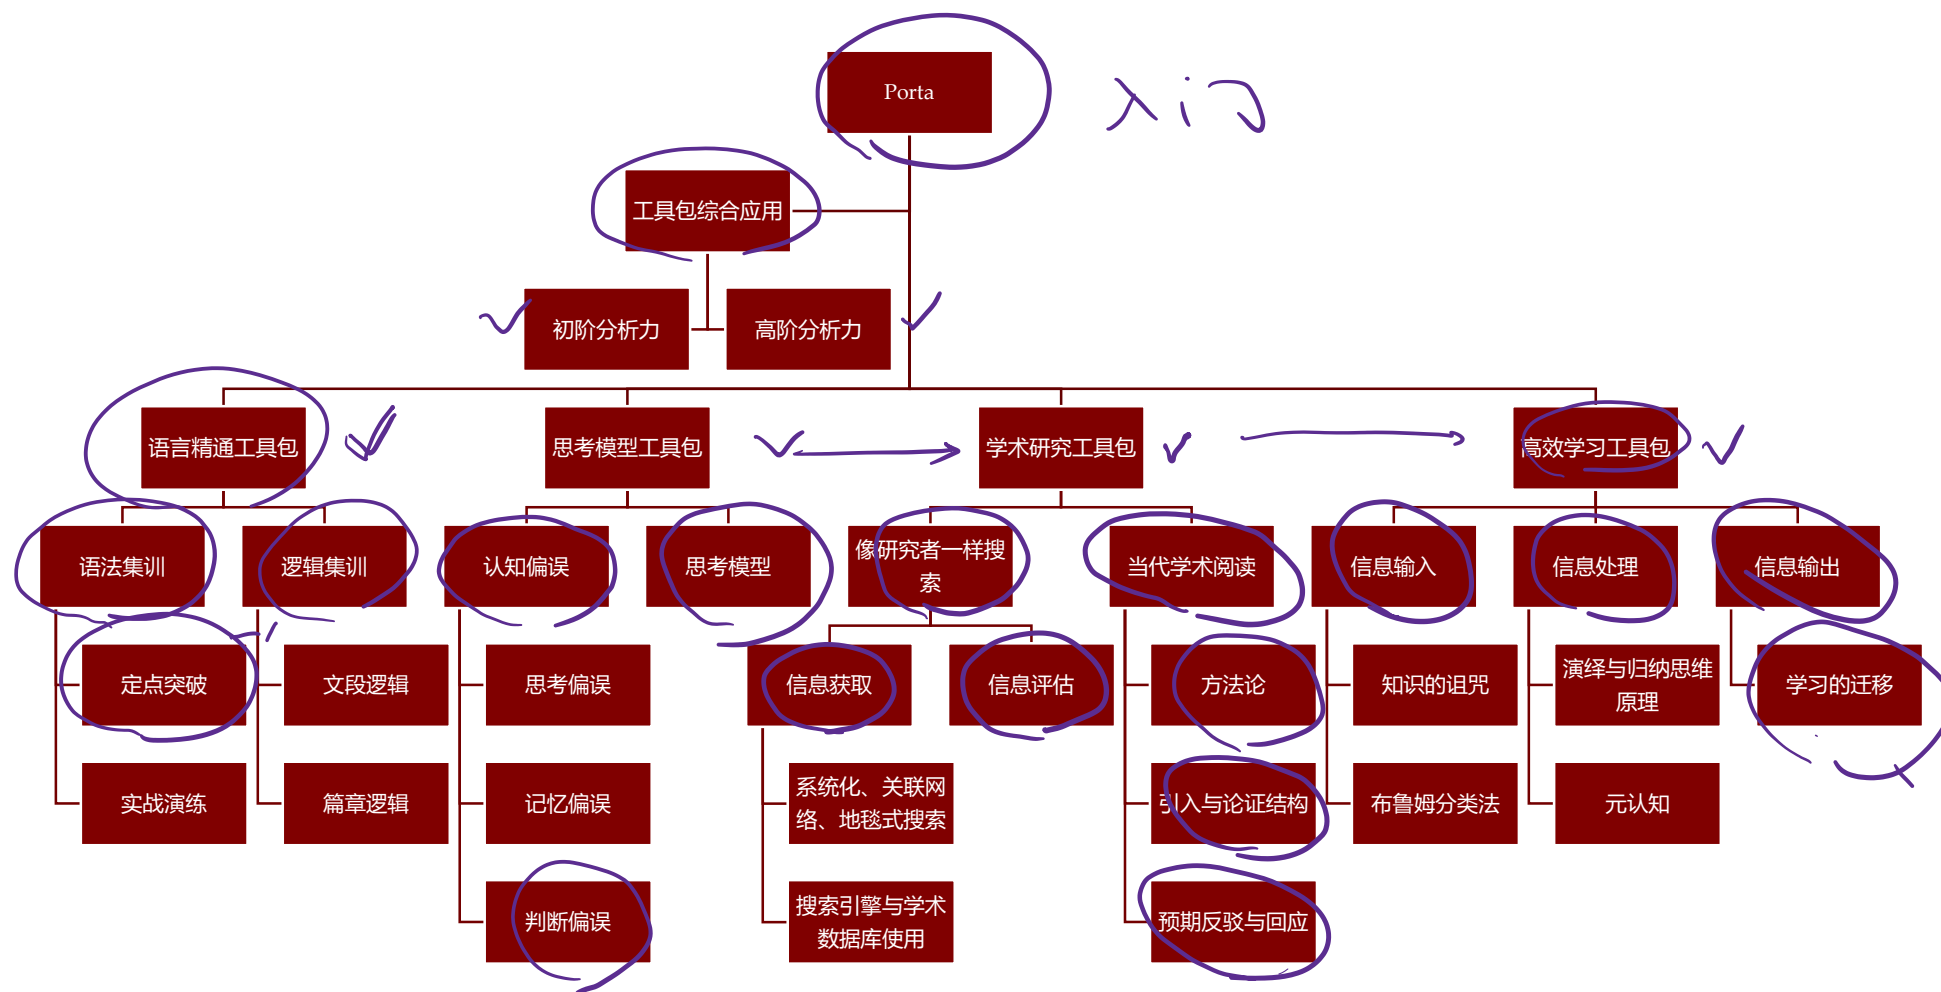 Porta
入门
工具包综合应用
初阶分析力
高阶分析力
语言精通工具包
思考模型工具包
学术研究工具包
高效学习工具包
语法集训
逻辑集训
认知偏误
思考模型
像研究者一样搜
索
当代学术阅读
信息输入
信息处理
信息输出
定点突破
文段逻辑
思考偏误
信息获取
信息评估
方法论
知识的诅咒
演绎与归纳思维
原理
学习的迁移
实战演练
篇章逻辑
记忆偏误
系统化、关联网
络、地毯式搜索
引入与论证结构
布鲁姆分类法
元认知
判断偏误
搜索引擎与学术
数据库使用
预期反驳与回应